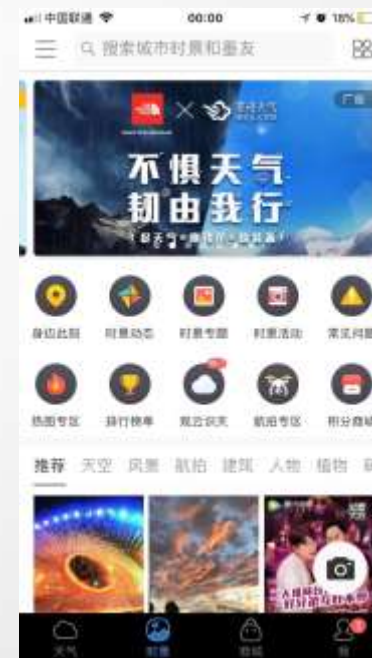 中国联通 00:00 18%
搜索城市时景和墨友
广告
不惧天气
韧由我行
身边此刻 时景动态 时景专题 时景活动 常见问题
热图专区 排行榜单 观云识天 航拍专区 积分商城
推荐 天空 风景 航拍 建筑 人物 植物
天气 时景 商城 我